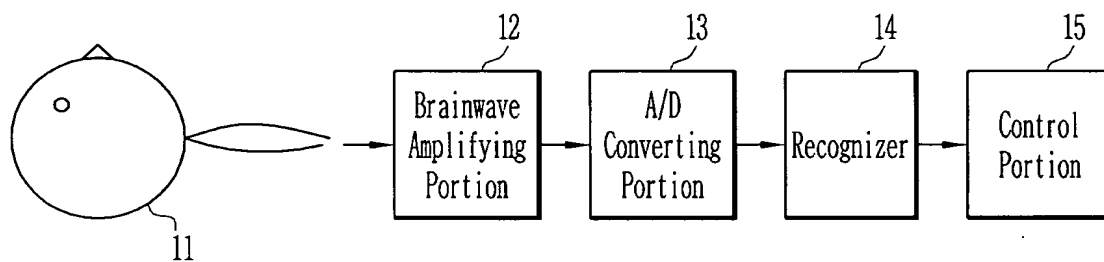 12
13
14
15
Brainwave
Amplifying
Portion
A/D
Converting
Portion
Recognizer
Control
Portion
11